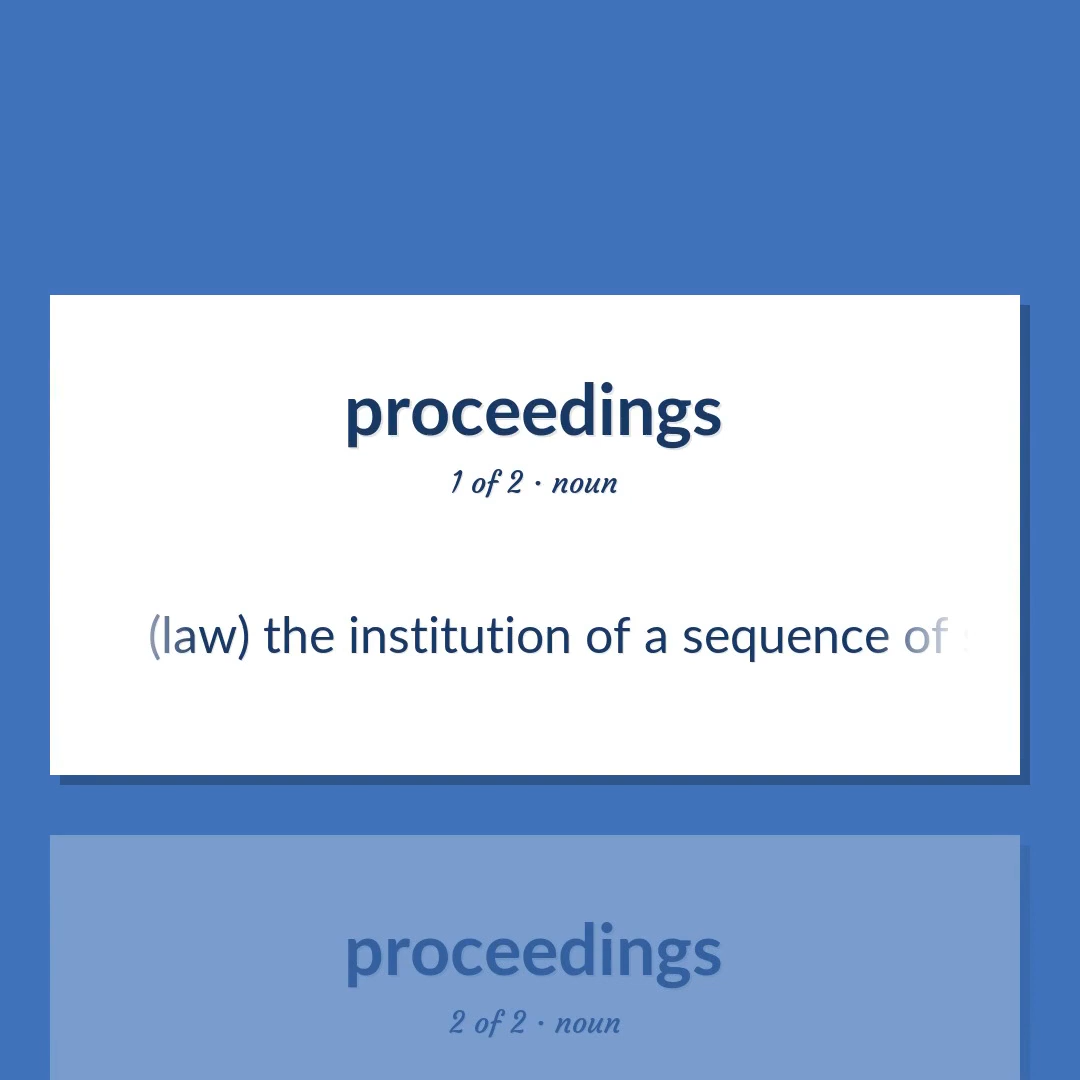 proceedings
1 of 2 · noun
(law) the institution of a sequence of
proceedings
2 of 2 · noun